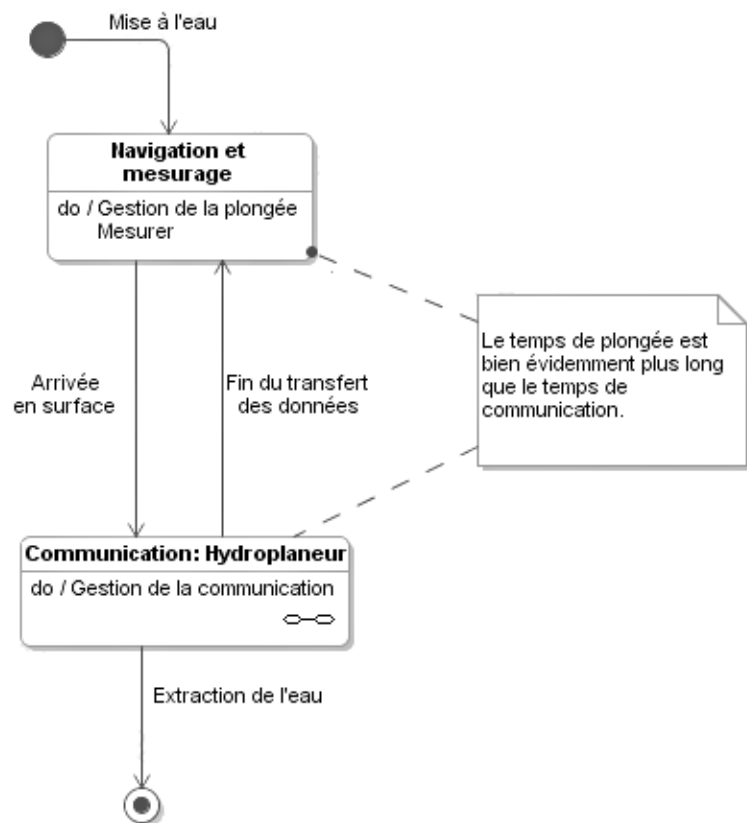 Mise à l'eau
Navigation et
mesurage
do / Gestion de la plongée
Mesurer
Le temps de plongée est
bien évidemment plus long
que le temps de
communication.
Arrivée
en surface
Fin du transfert
des données
Communication: Hydroplaneur
do / Gestion de la communication
Extraction de l'eau